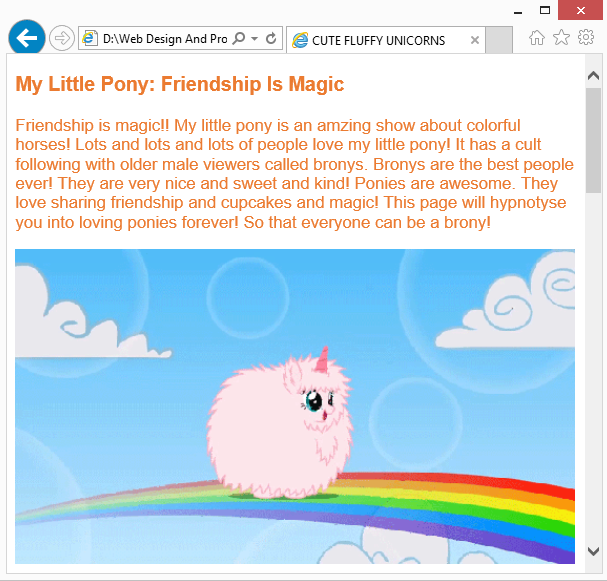 D:\Web Design And Pro
CUTE FLUFFY UNICORNS
My Little Pony: Friendship Is Magic
Friendship is magic!! My little pony is an amzing show about colorful
horses! Lots and lots and lots of people love my little pony! It has a cult
following with older male viewers called bronys. Bronys are the best people
ever! They are very nice and sweet and kind! Ponies are awesome. They
love sharing friendship and cupcakes and magic! This page will hypnotyse
you into loving ponies forever! So that everyone can be a brony!